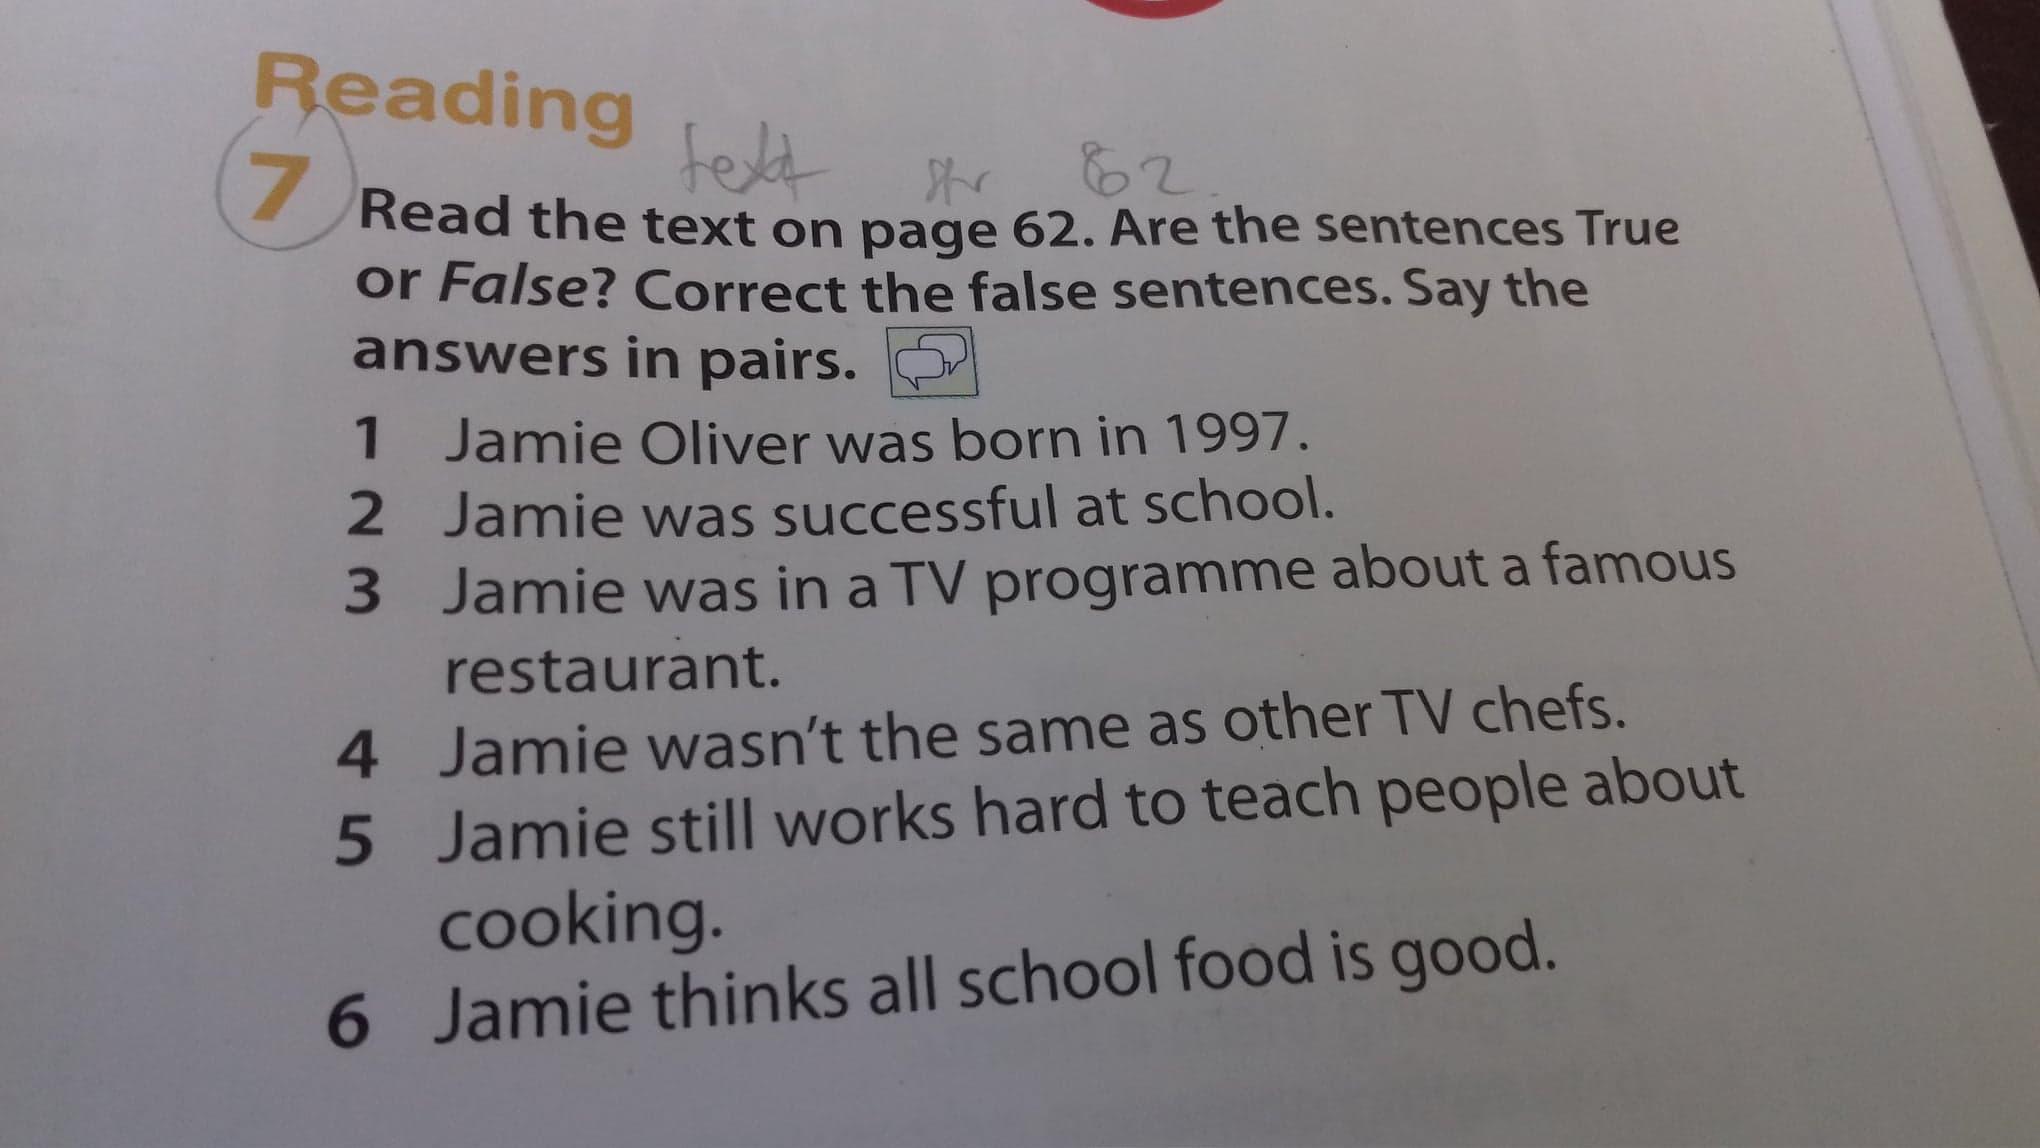 Reading
text str 62.
7 Read the text on page 62. Are the sentences True
or False? Correct the false sentences. Say the
answers in pairs.
1 Jamie Oliver was born in 1997.
2 Jamie was successful at school.
3 Jamie was in a TV programme about a famous
restaurant.
4 Jamie wasn't the same as other TV chefs.
5 Jamie still works hard to teach people about
cooking.
6 Jamie thinks all school food is good.